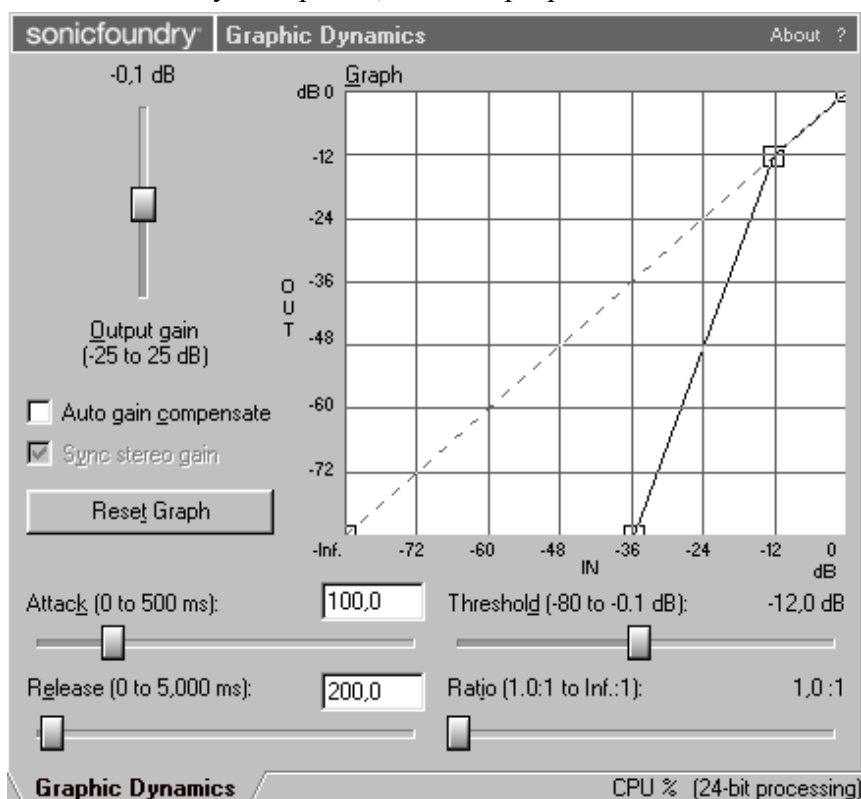 sonicfoundry Graphic Dynamics About ?
-0,1 dB
Graph
dB 0
-12
-24
-36
-48
-60
-72
OUT
Output gain
(-25 to 25 dB)
Auto gain compensate
Sync stereo gain
Reset Graph
-Inf. -72 -60 -48 -36 -24 -12 0
IN dB
Attack (0 to 500 ms): 100,0 Threshold (-80 to -0.1 dB): -12,0 dB
Release (0 to 5,000 ms): 200,0 Ratio (1.0:1 to Inf.:1): 1,0 :1
Graphic Dynamics CPU % (24-bit processing)